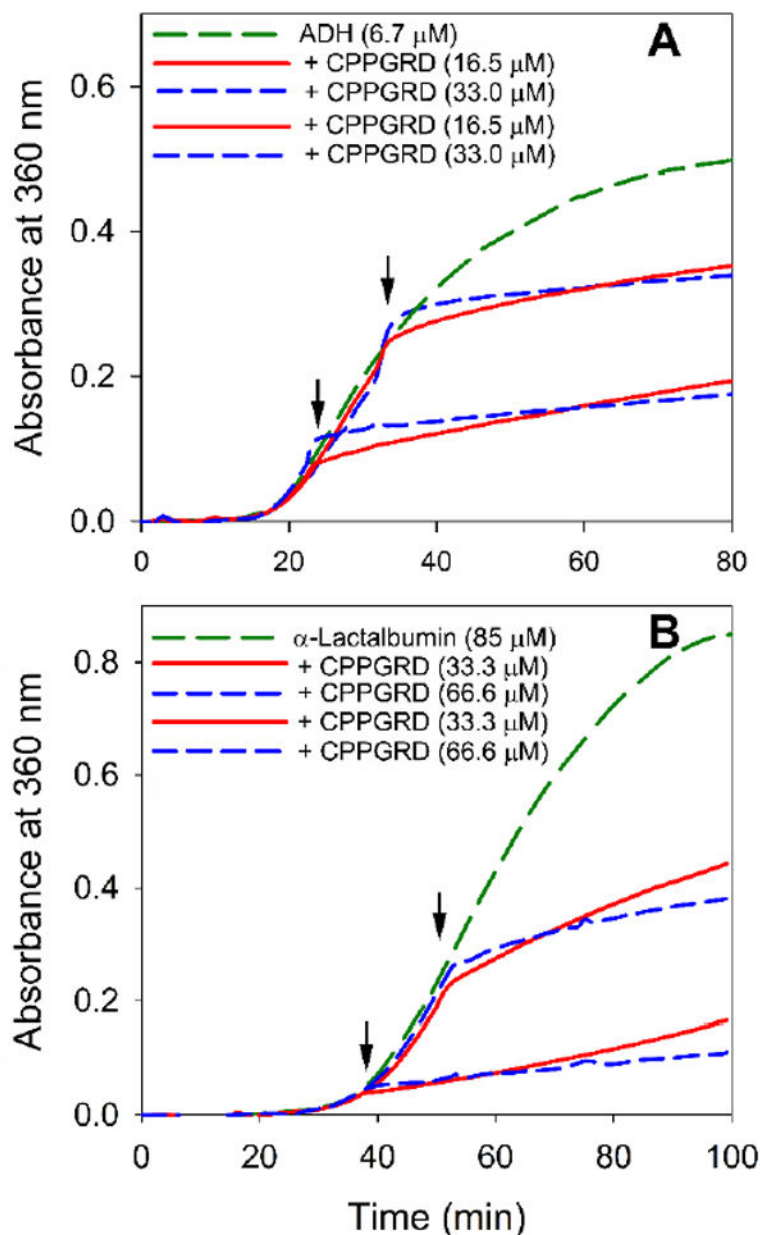 A
ADH (6.7 μM)
+ CPPGRD (16.5 μM)
+ CPPGRD (33.0 μM)
+ CPPGRD (16.5 μM)
+ CPPGRD (33.0 μM)
Absorbance at 360 nm
0.6
0.4
0.2
0.0
0 20 40 60 80
B
α-Lactalbumin (85 μM)
+ CPPGRD (33.3 μM)
+ CPPGRD (66.6 μM)
+ CPPGRD (33.3 μM)
+ CPPGRD (66.6 μM)
Absorbance at 360 nm
0.8
0.6
0.4
0.2
0.0
0 20 40 60 80 100
Time (min)